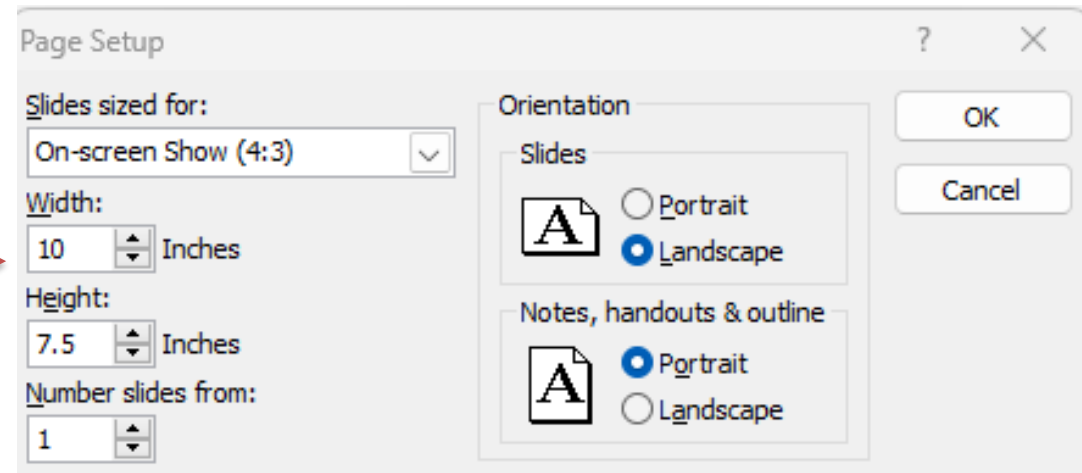 Page Setup
?
Slides sized for:
On-screen Show (4:3)
Width:
10 Inches
Height:
7.5 Inches
Number slides from:
1
Orientation
Slides
A
Portrait
Landscape
Notes, handouts & outline
A
Portrait
Landscape
OK
Cancel